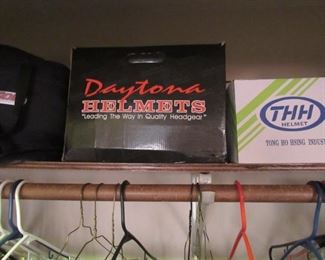 Daytona
HELMETS
"Leading The Way In Quality Headgear"
THH
HELMET
TONG HO HSING INDUS